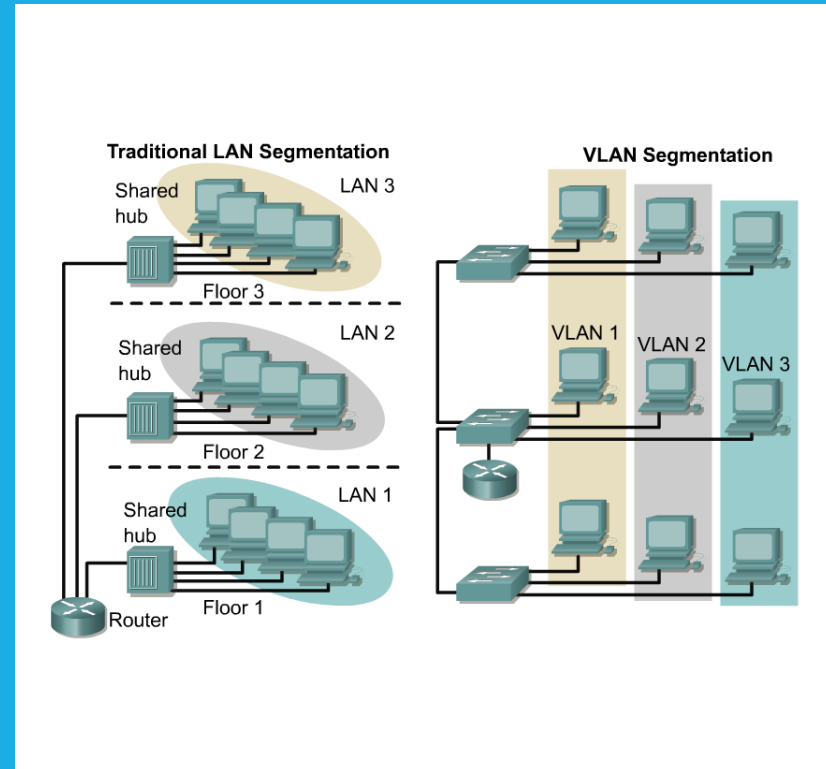 Traditional LAN Segmentation
Shared
hub
LAN 3
Floor 3
Shared
hub
LAN 2
Floor 2
Shared
hub
LAN 1
Floor 1
Router
VLAN Segmentation
VLAN 1
VLAN 2
VLAN 3